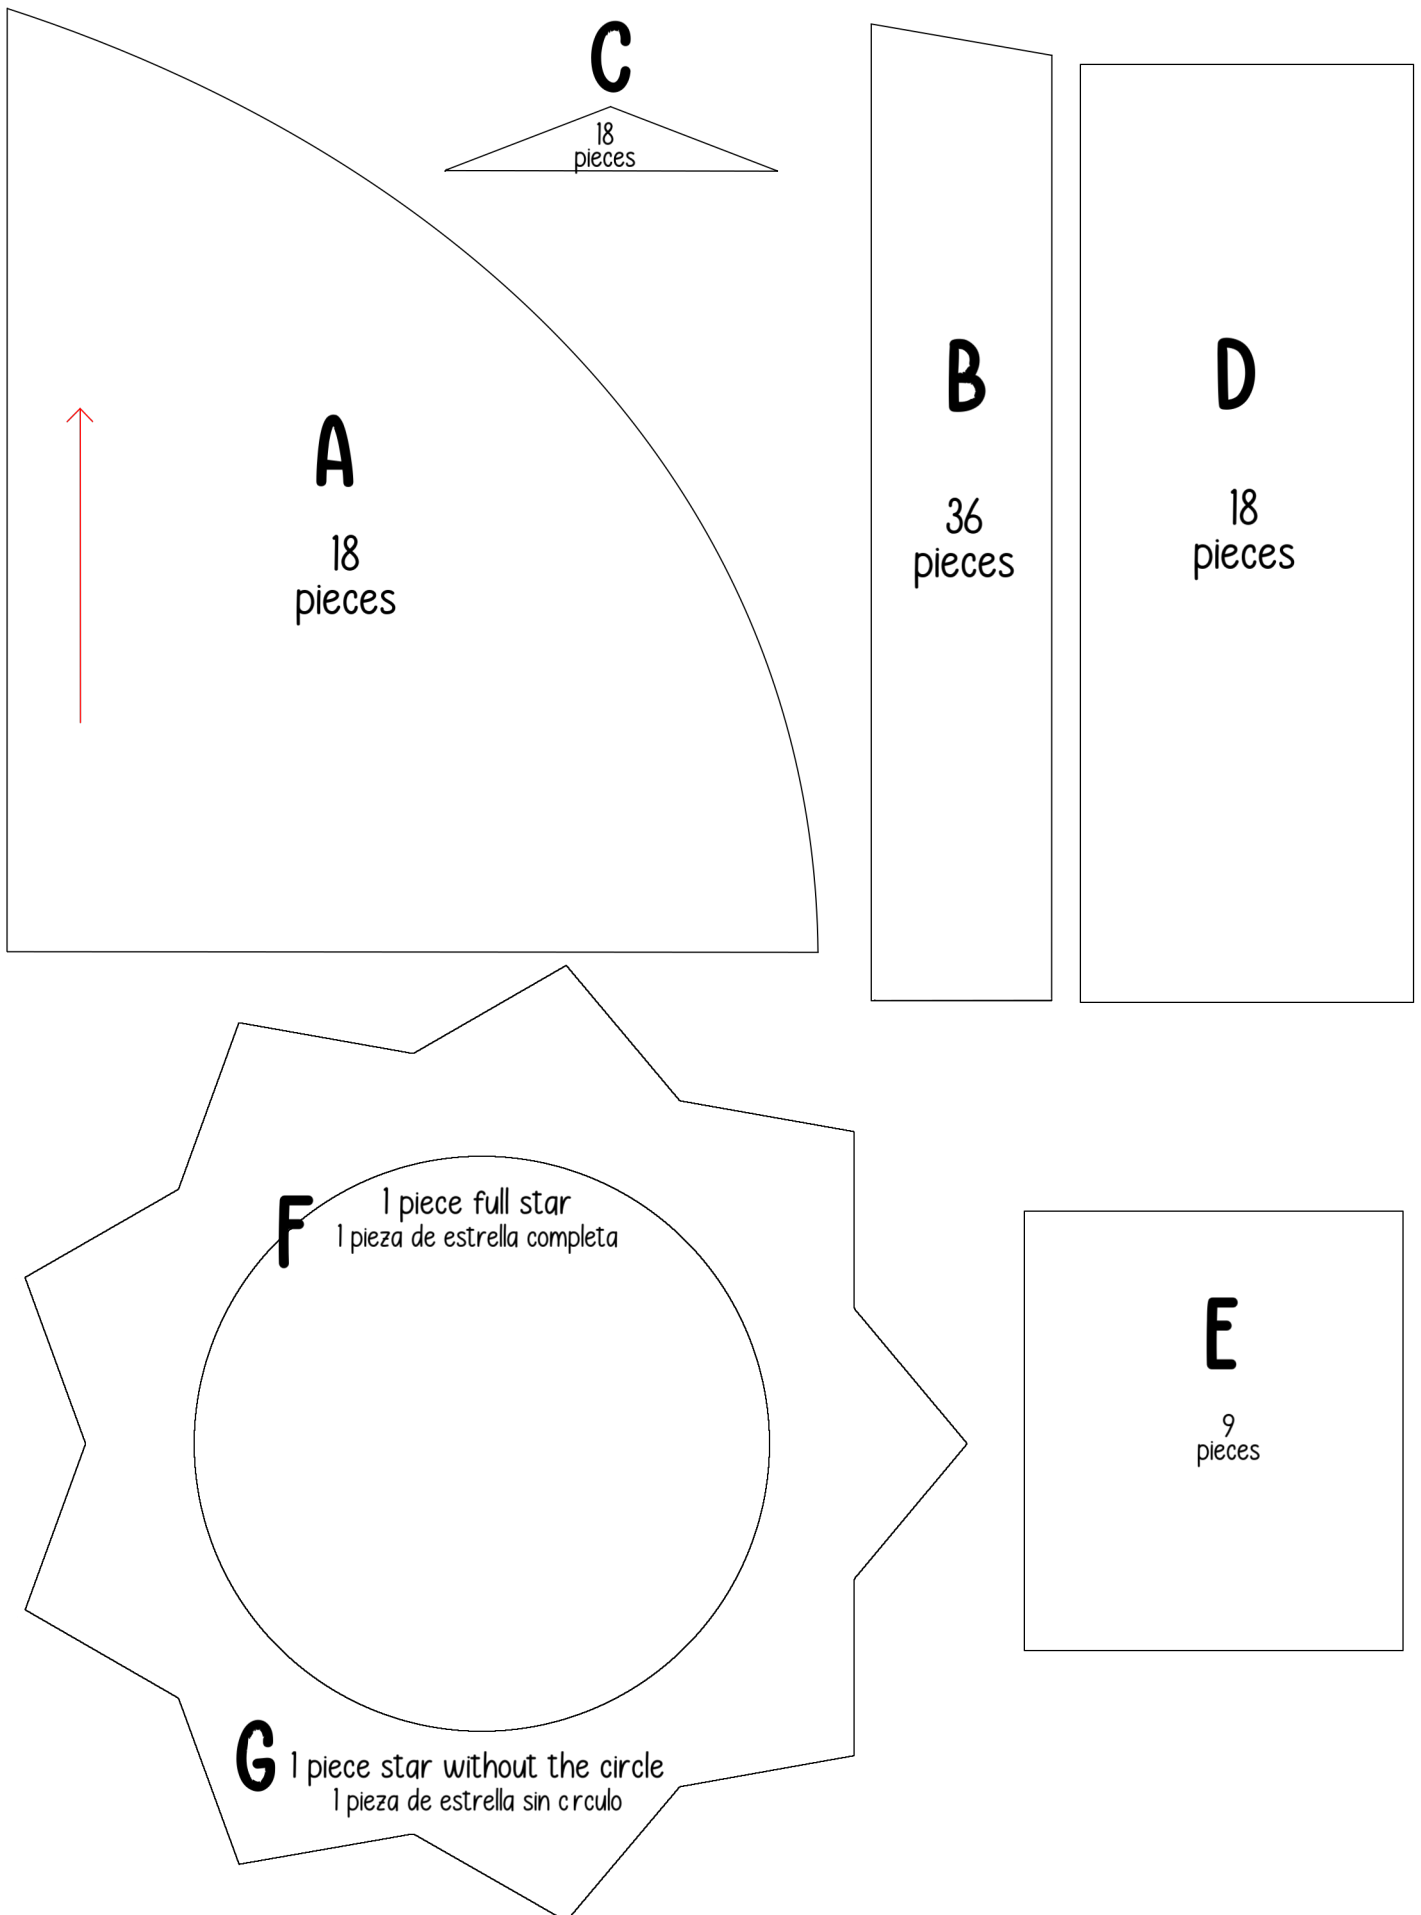 C
18
pieces
A
18
pieces
B
36
pieces
D
18
pieces
F
1 piece full star
1 pieza de estrella completa
E
9
pieces
G
1 piece star without the circle
1 pieza de estrella sin c rculo